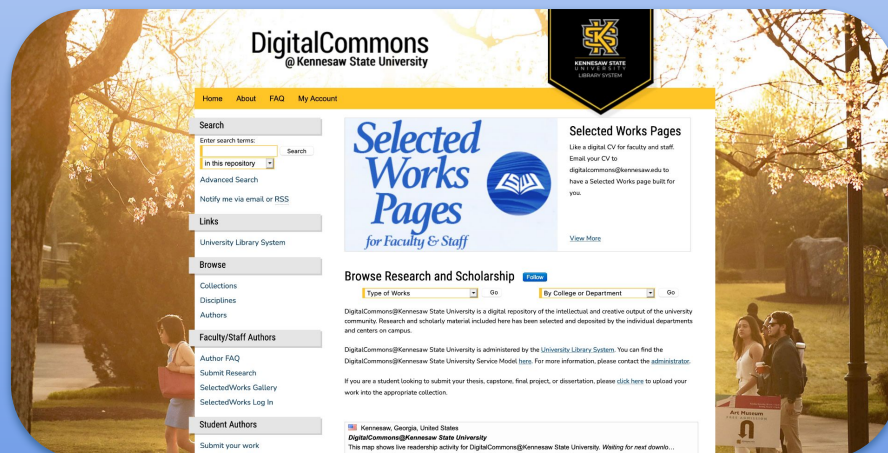 DigitalCommons
@ Kennesaw State University
KENNESAW STATE
UNIVERSITY
LIBRARY SYSTEM
Home About FAQ My Account
Search
Enter search terms:
Search
in this repository
Advanced Search
Notify me via email or RSS
Links
University Library System
Browse
Collections
Disciplines
Authors
Faculty/Staff Authors
Author FAQ
Submit Research
SelectedWorks Gallery
SelectedWorks Log In
Student Authors
Submit your work
Selected
Works
Pages
for Faculty & Staff
Selected Works Pages
Like a digital CV for faculty and staff.
Email your CV to
digitalcommons@kennesaw.edu to
have a Selected Works page built for
you.
View More
Browse Research and Scholarship Follow
Type of Works Go By College or Department Go
DigitalCommons@Kennesaw State University is a digital repository of the intellectual and creative output of the university
community. Research and scholarly material included here has been selected and deposited by the individual departments
and centers on campus.
DigitalCommons@Kennesaw State University is administered by the University Library System. You can find the
DigitalCommons@Kennesaw State University Service Model here. For more information, please contact the administrator.
If you are a student looking to submit your thesis, capstone, final project, or dissertation, please click here to upload your
work into the appropriate collection.
Kennesaw, Georgia, United States
DigitalCommons@Kennesaw State University
This map shows live readership activity for DigitalCommons@Kennesaw State University. Waiting for next downlo...
Art Museum
FREE ADMISSION